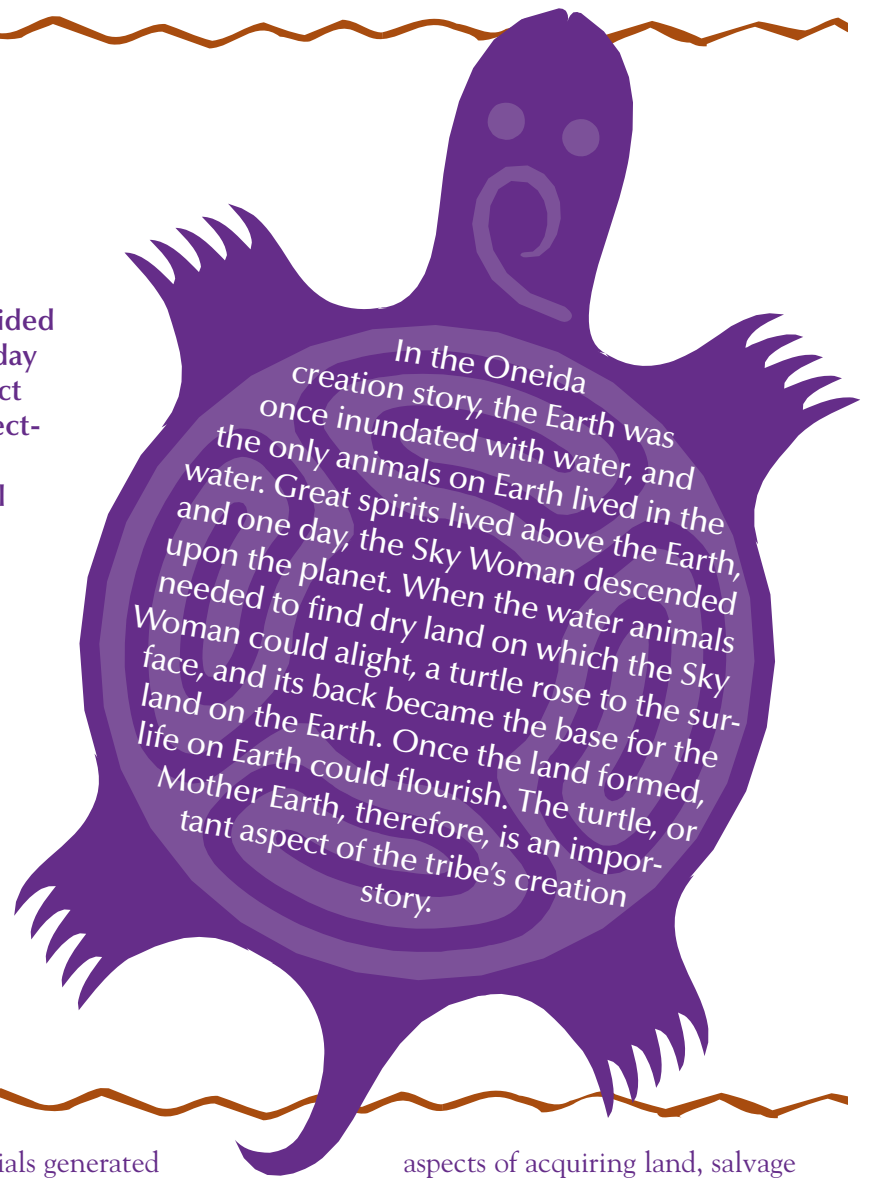 ided
day
ct
ect-
l
In the Oneida
creation story, the Earth was
once inundated with water, and
the only animals on Earth lived in the
water. Great spirits lived above the Earth,
and one day, the Sky Woman descended
upon the planet. When the water animals
needed to find dry land on which the Sky
Woman could alight, a turtle rose to the sur-
face, and its back became the base for the
land on the Earth. Once the land formed,
life on Earth could flourish. The turtle, or
Mother Earth, therefore, is an impor-
tant aspect of the tribe’s creation
story.
ials generated
aspects of acquiring land, salvage